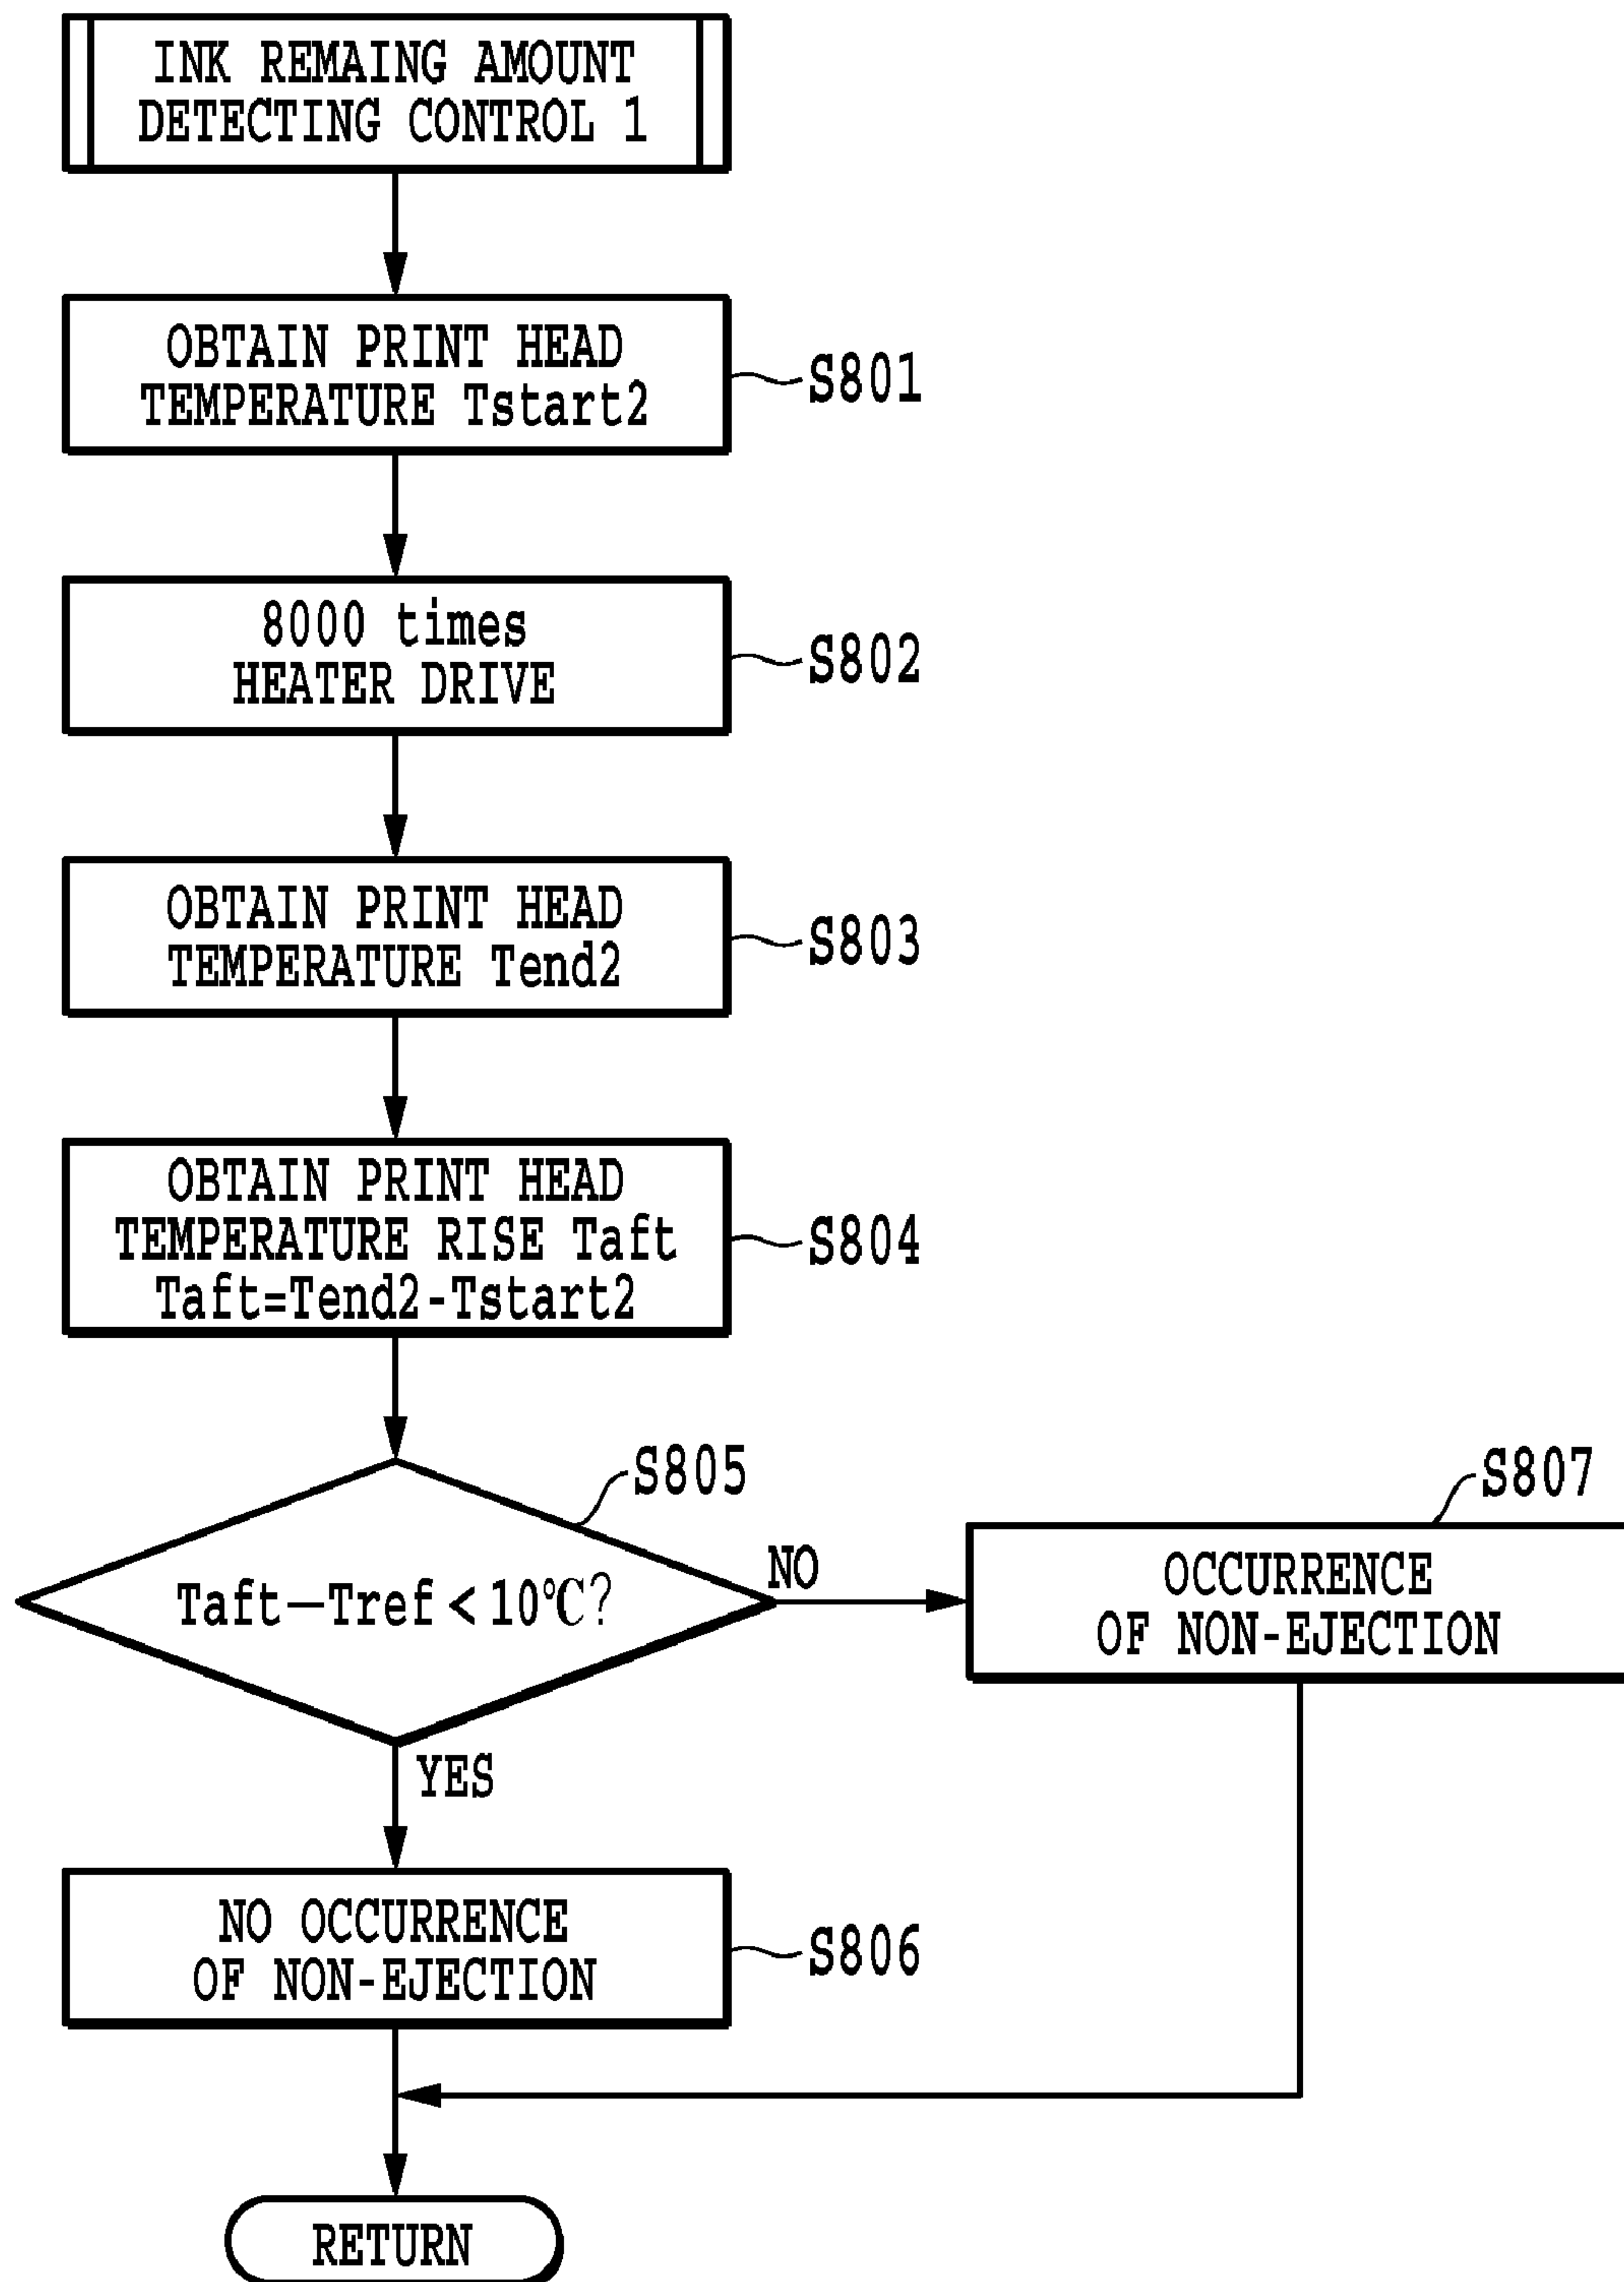 INK REMAING AMOUNT
DETECTING CONTROL 1
OBTAIN PRINT HEAD
TEMPERATURE Tstart2
S801
8000 times
HEATER DRIVE
S802
OBTAIN PRINT HEAD
TEMPERATURE Tend2
S803
OBTAIN PRINT HEAD
TEMPERATURE RISE Taft
Taft=Tend2-Tstart2
S804
S805
Taft—Tref < 10℃?
NO
S807
OCCURRENCE
OF NON-EJECTION
YES
NO OCCURRENCE
OF NON-EJECTION
S806
RETURN